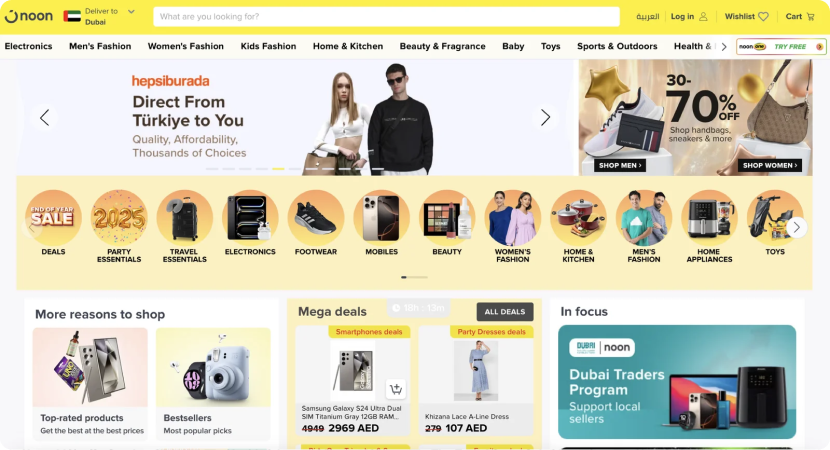 noon
Deliver to
Dubai
What are you looking for?
العربية
Log in
Wishlist
Cart
Electronics
Men's Fashion
Women's Fashion
Kids Fashion
Home & Kitchen
Beauty & Fragrance
Baby
Toys
Sports & Outdoors
Health &
noon one
TRY FREE
hepsiburada
Direct From
Türkiye to You
Quality, Affordability,
Thousands of Choices
30-
70% OFF
Shop handbags,
sneakers & more
SHOP MEN
SHOP WOMEN
END OF YEAR
SALE
2025
DEALS
PARTY
ESSENTIALS
TRAVEL
ESSENTIALS
ELECTRONICS
FOOTWEAR
MOBILES
BEAUTY
WOMEN'S
FASHION
HOME &
KITCHEN
MEN'S
FASHION
HOME
APPLIANCES
TOYS
More reasons to shop
Top-rated products
Get the best at the best prices
Bestsellers
Most popular picks
Mega deals
ALL DEALS
Smartphones deals
Samsung Galaxy S24 Ultra Dual
SIM Titanium Gray 12GB RAM...
4949 2969 AED
Party Dresses deals
Khizana Lace A-Line Dress
279 107 AED
In focus
DUBAI
noon
Dubai Traders
Program
Support local
sellers